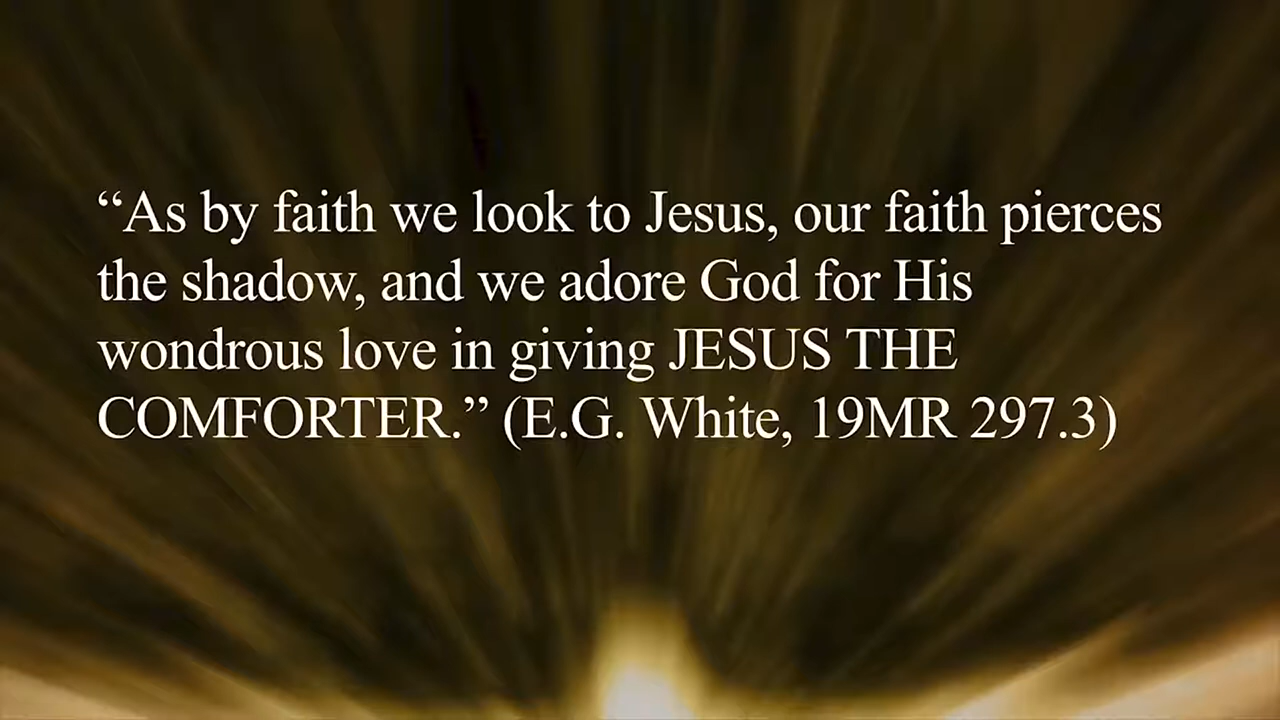 “As by faith we look to Jesus, our faith pierces
the shadow, and we adore God for His
wondrous love in giving JESUS THE
COMFORTER.” (E.G. White, 19MR 297.3)